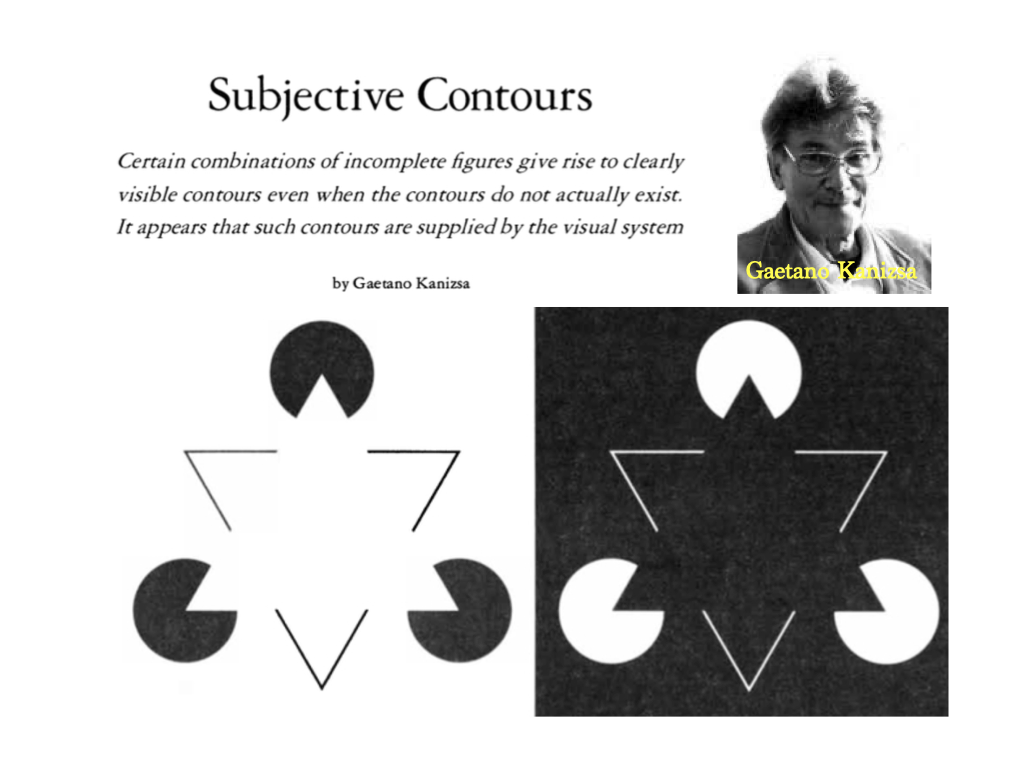 Subjective Contours
Certain combinations of incomplete figures give rise to clearly
visible contours even when the contours do not actually exist.
It appears that such contours are supplied by the visual system
by Gaetano Kanizsa
Gaetano Kanizsa